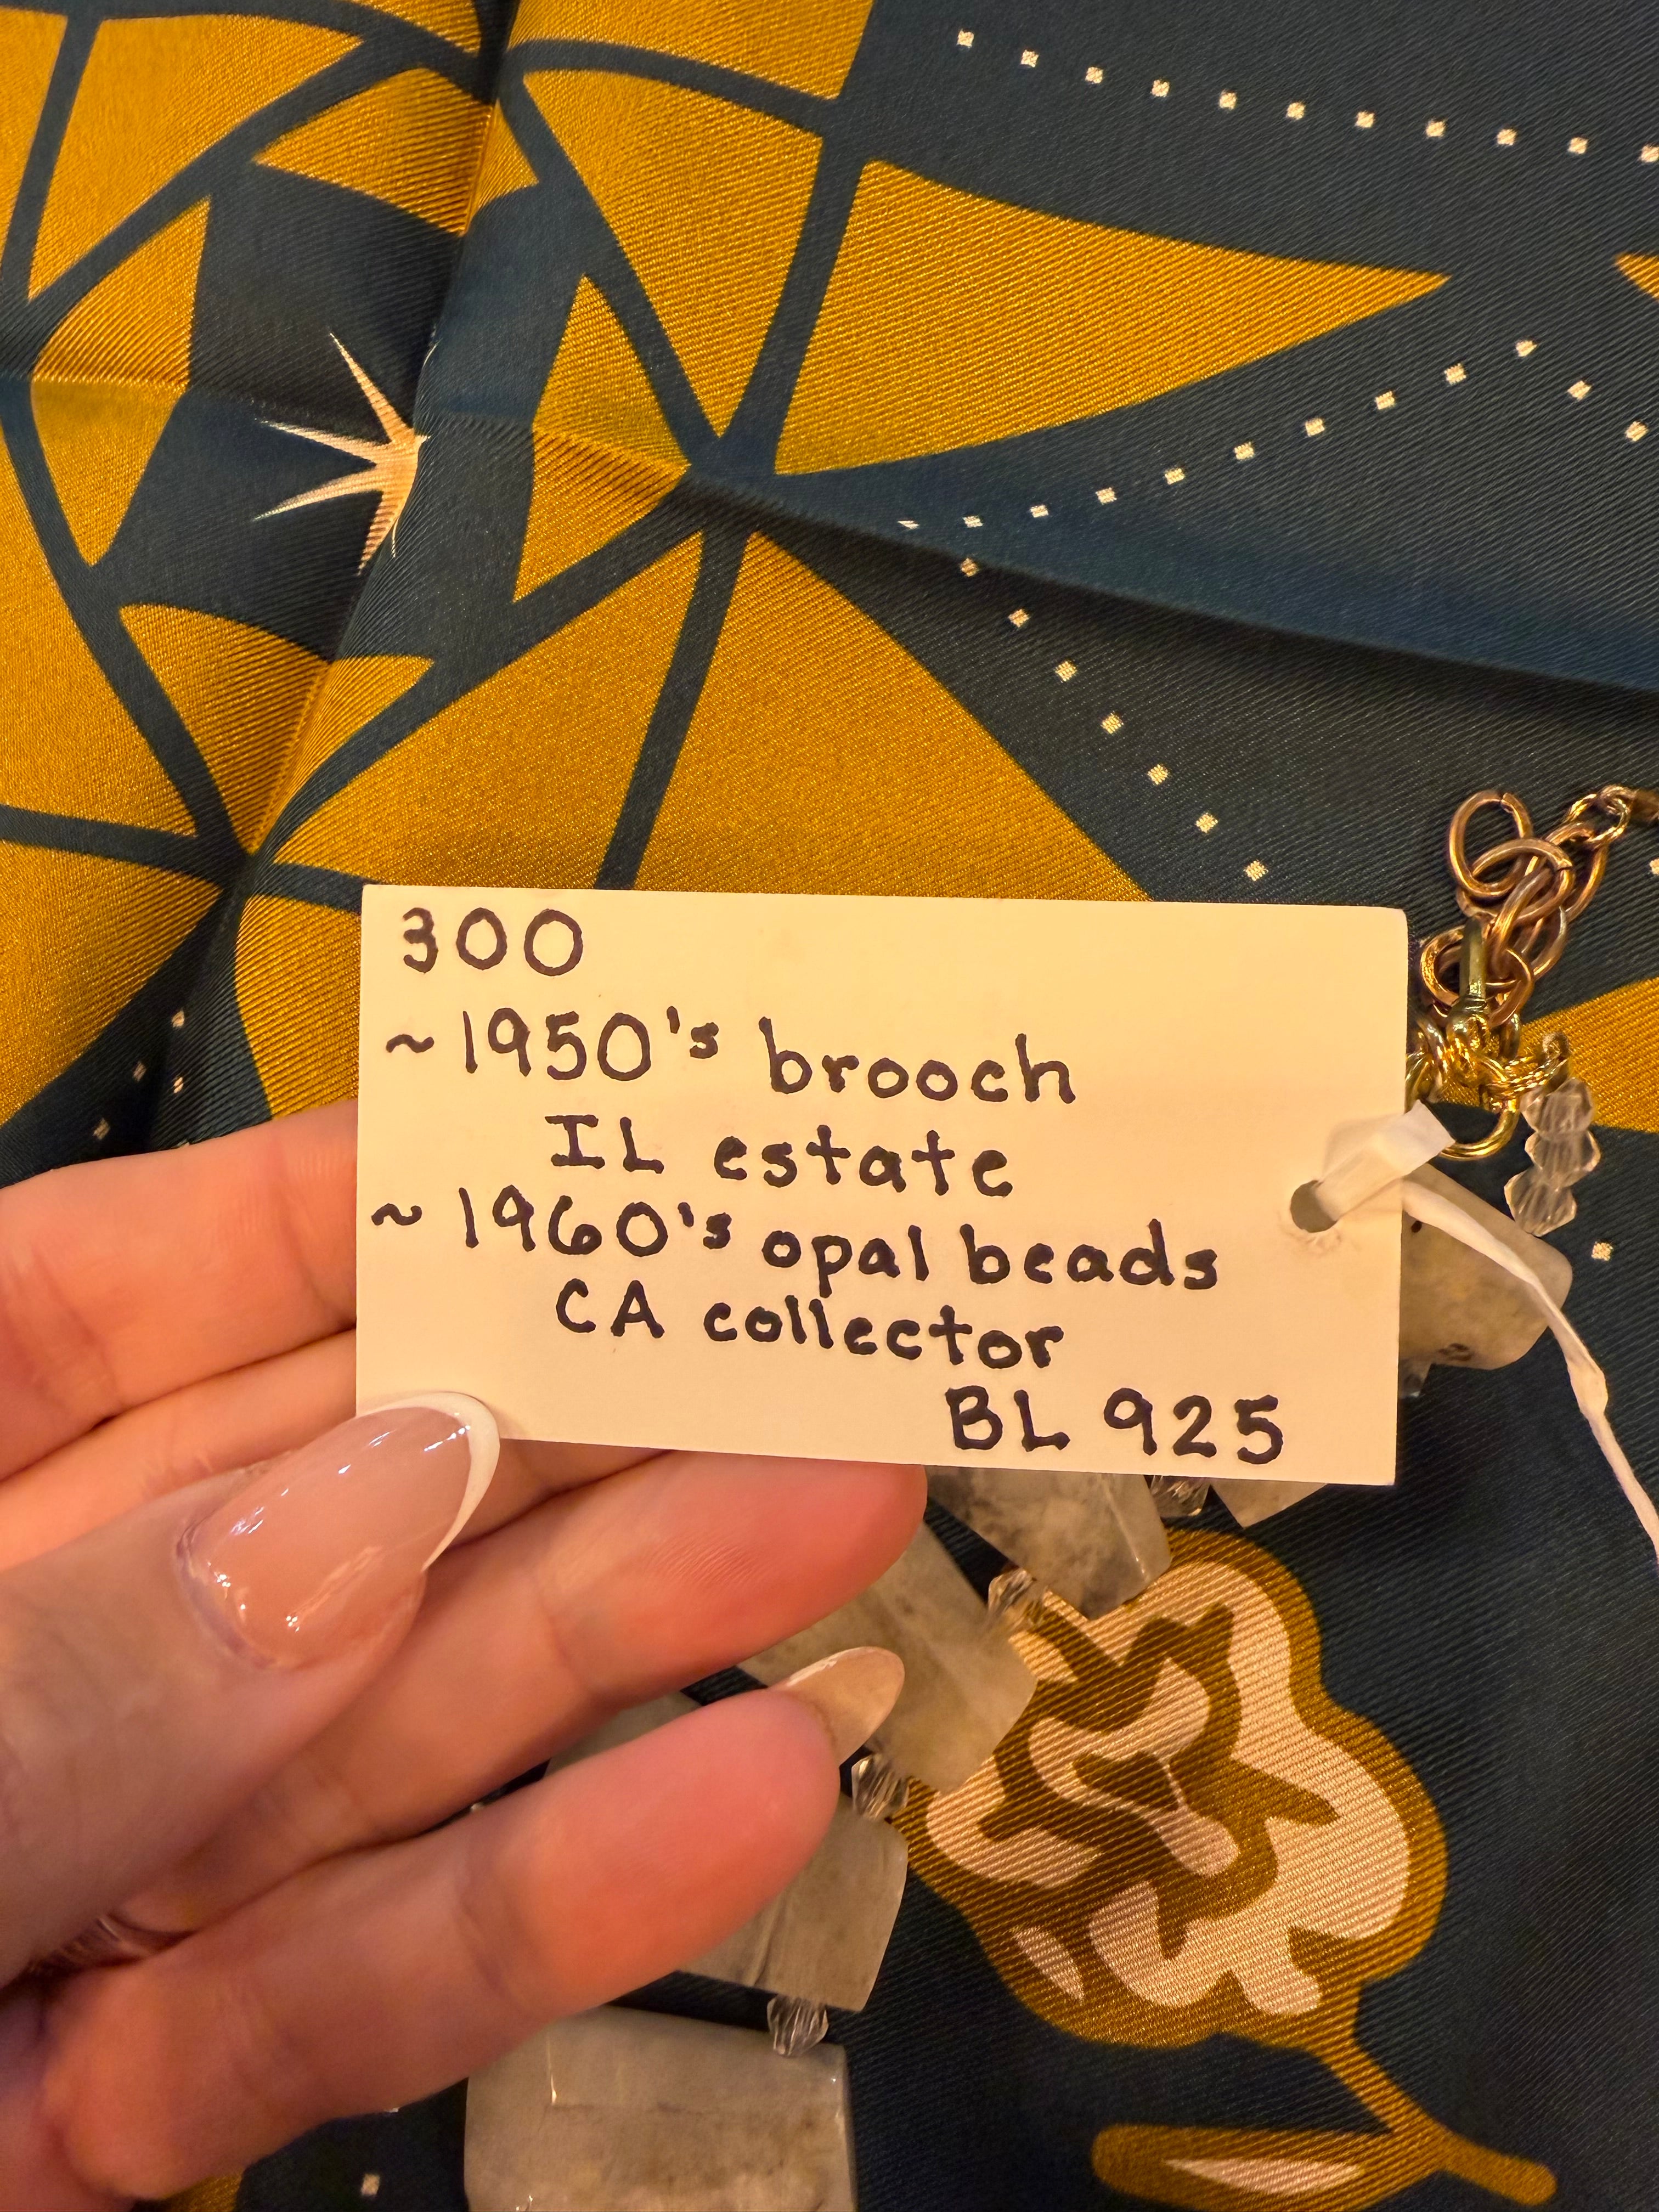 300
~1950's brooch
IL estate
~1960's opal beads
CA collector
BL 925